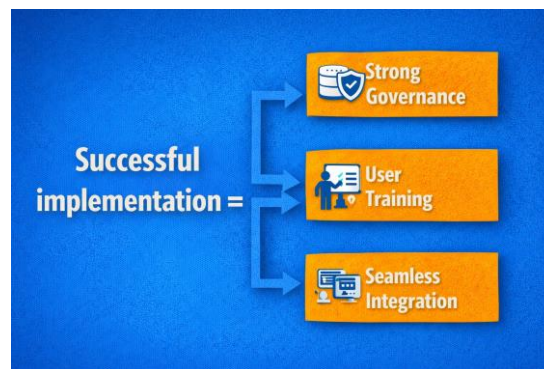 Successful
implementation =
Strong
Governance
User
Training
Seamless
Integration